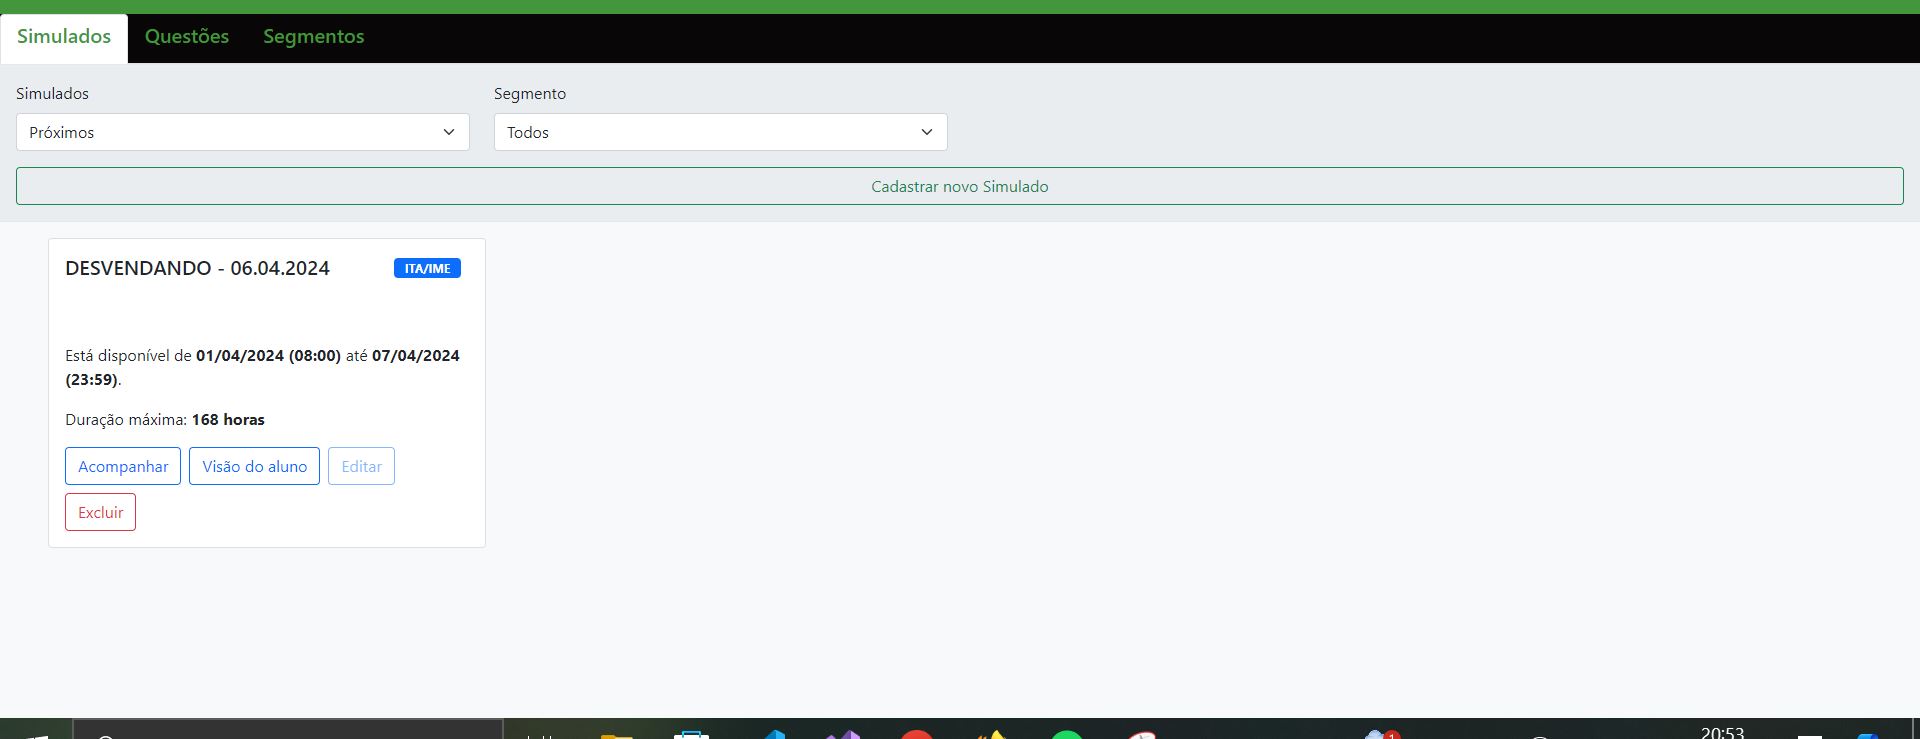 Simulados Questões Segmentos
Simulados Segmento
Próximos Todos
Cadastrar novo Simulado
DESVENDANDO - 06.04.2024 ITA/IME
Está disponível de 01/04/2024 (08:00) até 07/04/2024
(23:59).
Duração máxima: 168 horas
Acompanhar Visão do aluno Editar
Excluir
1 20:53